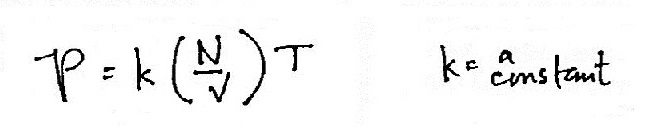 P = k (N/V) T k = a constant